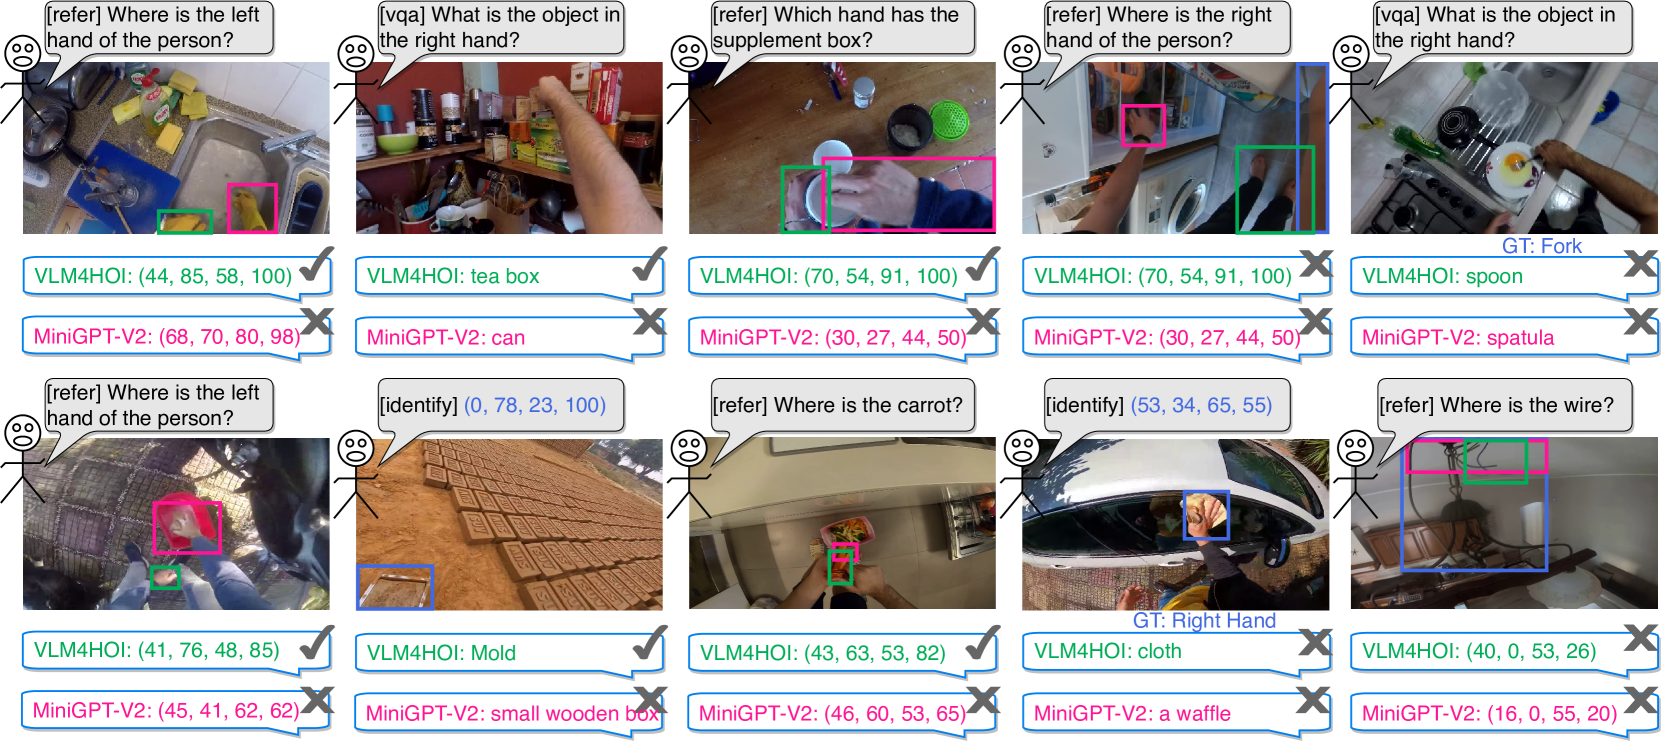 [refer] Where is the left
hand of the person?
[vqa] What is the object in
the right hand?
[refer] Which hand has the
supplement box?
[refer] Where is the right
hand of the person?
[vqa] What is the object in
the right hand?
GT: Fork
VLM4HOI: (44, 85, 58, 100)
VLM4HOI: tea box
VLM4HOI: (70, 54, 91, 100)
VLM4HOI: (70, 54, 91, 100)
VLM4HOI: spoon
MiniGPT-V2: (68, 70, 80, 98)
MiniGPT-V2: can
MiniGPT-V2: (30, 27, 44, 50)
MiniGPT-V2: (30, 27, 44, 50)
MiniGPT-V2: spatula
[refer] Where is the left
hand of the person?
[identify] (0, 78, 23, 100)
[refer] Where is the carrot?
[identify] (53, 34, 65, 55)
[refer] Where is the wire?
GT: Right Hand
VLM4HOI: (41, 76, 48, 85)
VLM4HOI: Mold
VLM4HOI: (43, 63, 53, 82)
VLM4HOI: cloth
VLM4HOI: (40, 0, 53, 26)
MiniGPT-V2: (45, 41, 62, 62)
MiniGPT-V2: small wooden box
MiniGPT-V2: (46, 60, 53, 65)
MiniGPT-V2: a waffle
MiniGPT-V2: (16, 0, 55, 20)